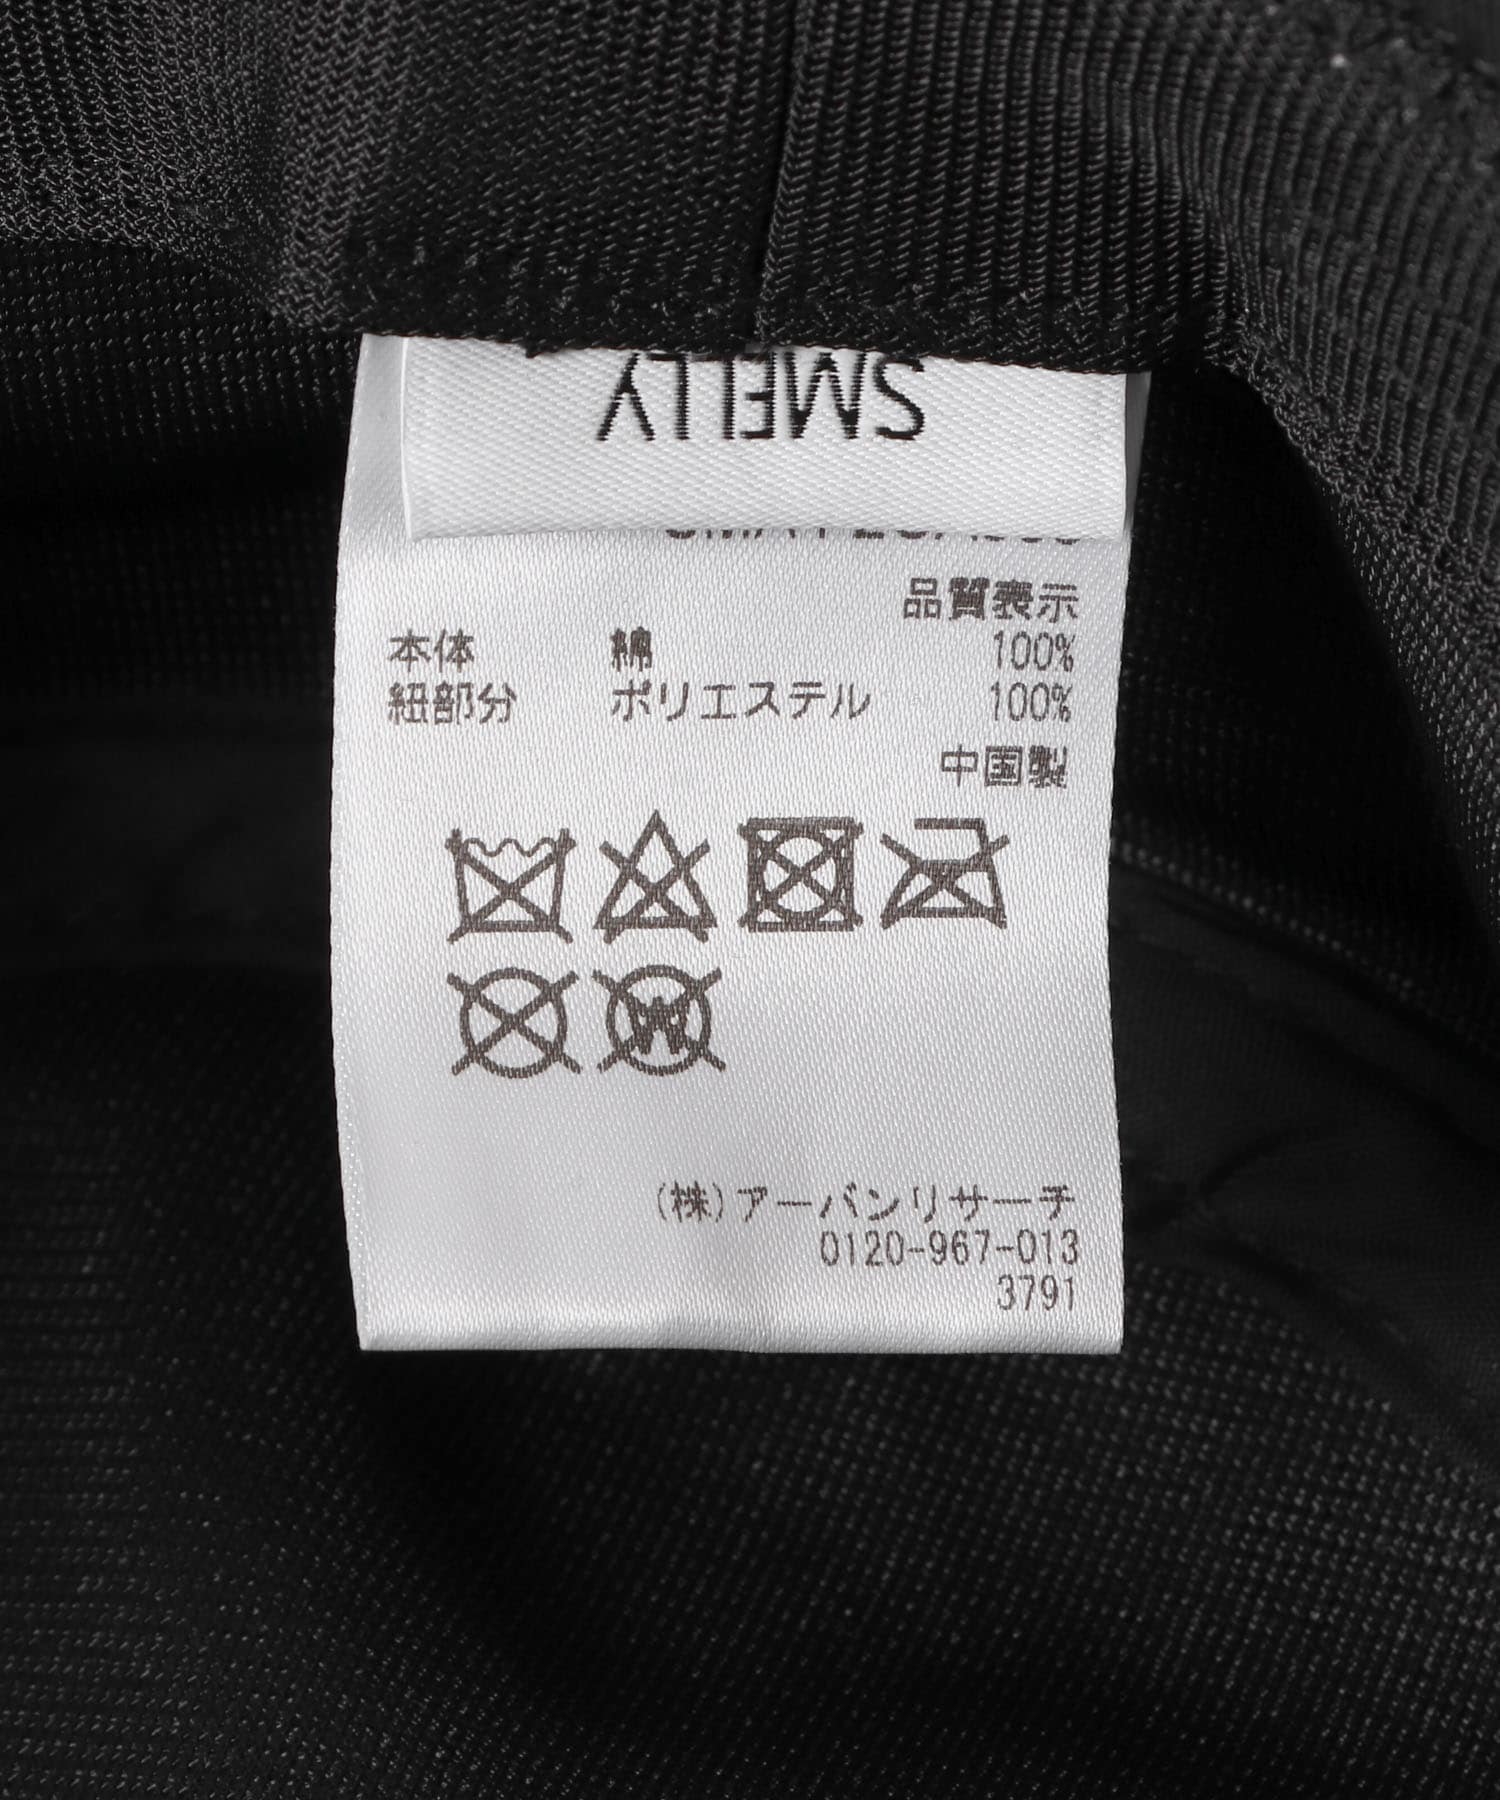 SMELLY
品質表示
本体 綿 100%
紐部分 ポリエステル 100%
中国製
(株)アーバンリサーチ
0120-967-013
3791